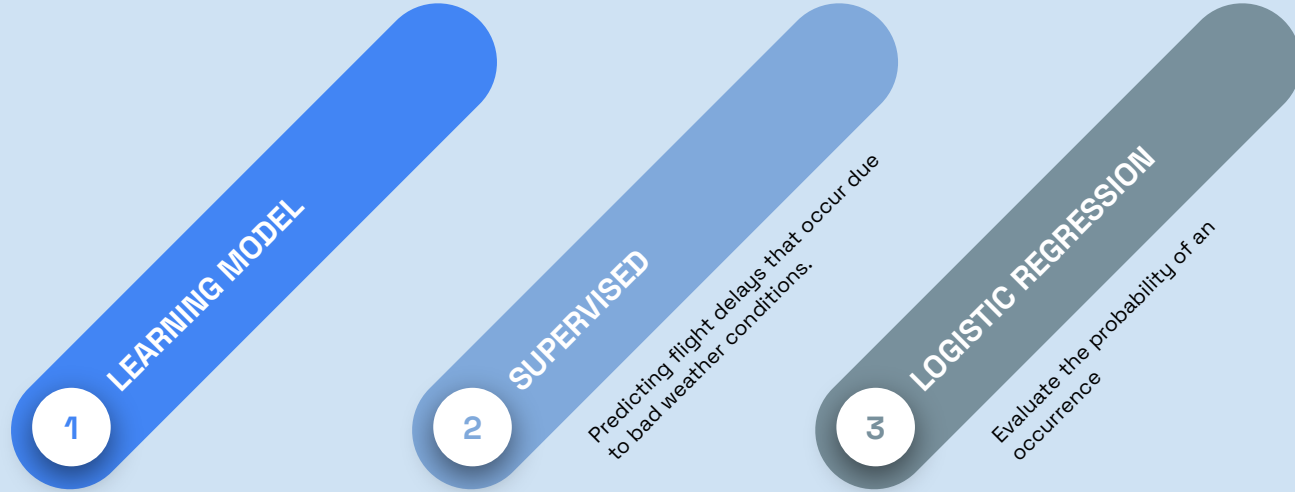 1
LEARNING MODEL
2
SUPERVISED
Predicting flight delays that occur due
to bad weather conditions.
3
LOGISTIC REGRESSION
Evaluate the probability of an
occurrence